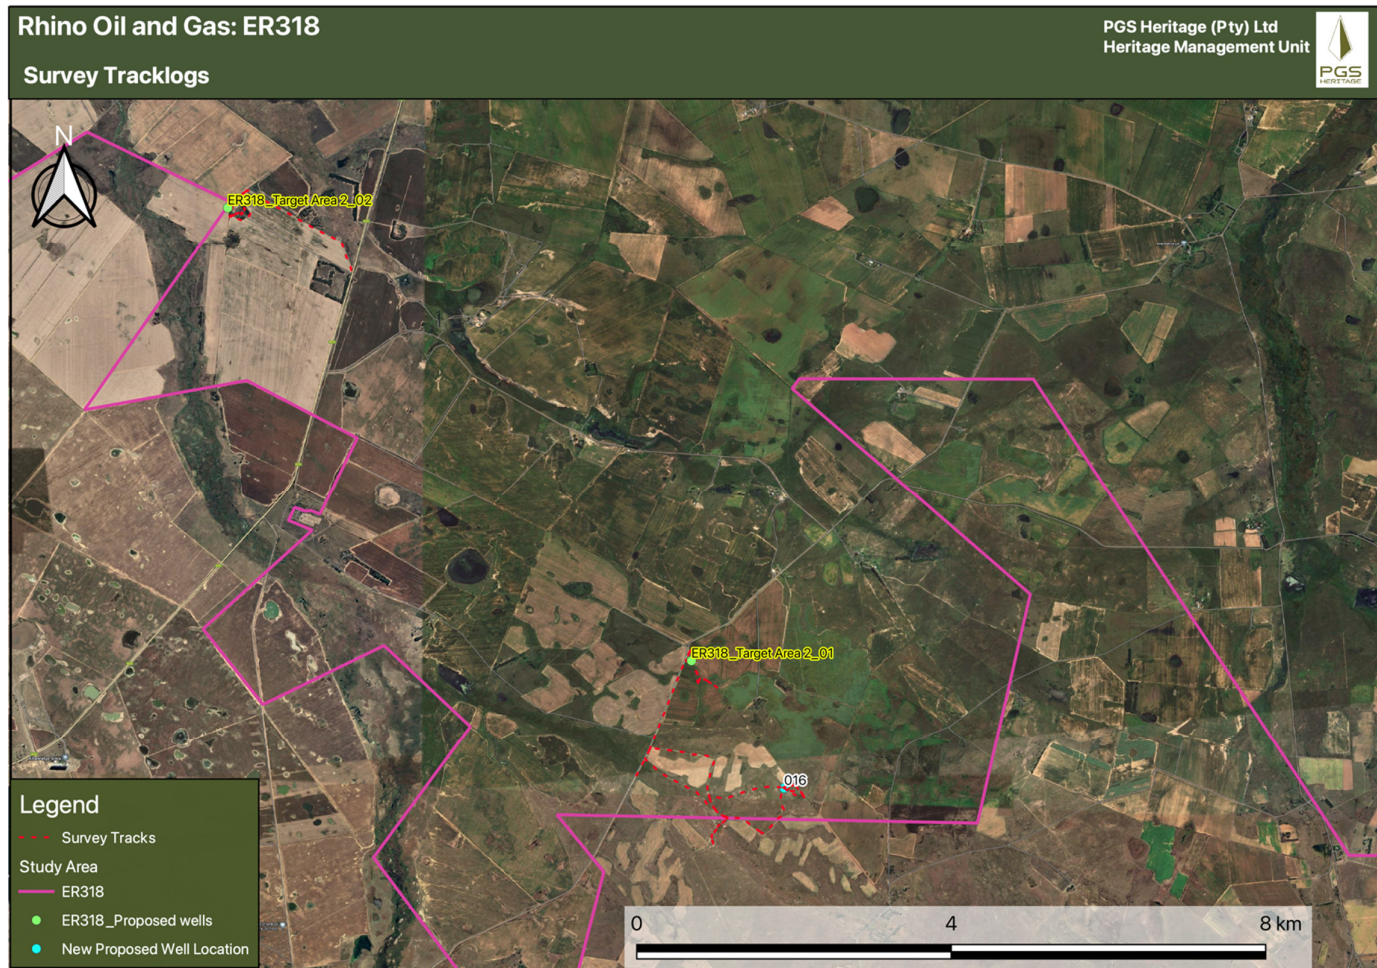 Rhino Oil and Gas: ER318
Survey Tracklogs
PGS Heritage (Pty) Ltd
Heritage Management Unit
PGS
HERITAGE
N
ER318_Target Area 2_02
ER318_Target Area 2_01
016
Legend
Survey Tracks
Study Area
ER318
ER318_Proposed wells
New Proposed Well Location
0 4 8 km